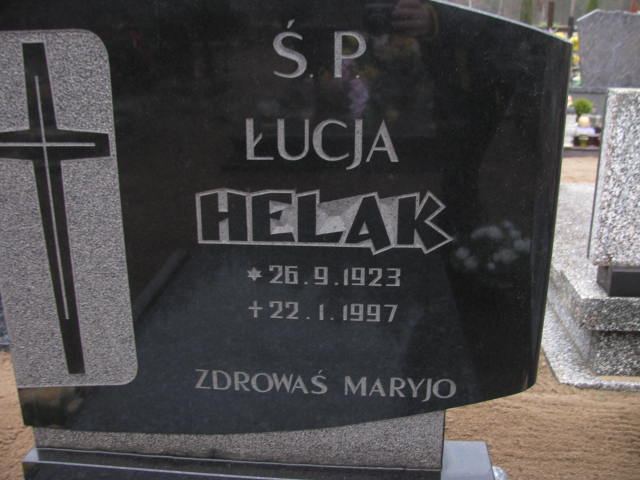 Ś. P.
ŁUCJA
HELAK
* 26.9.1923
+ 22.1.1997
ZDROWAŚ MARYJO